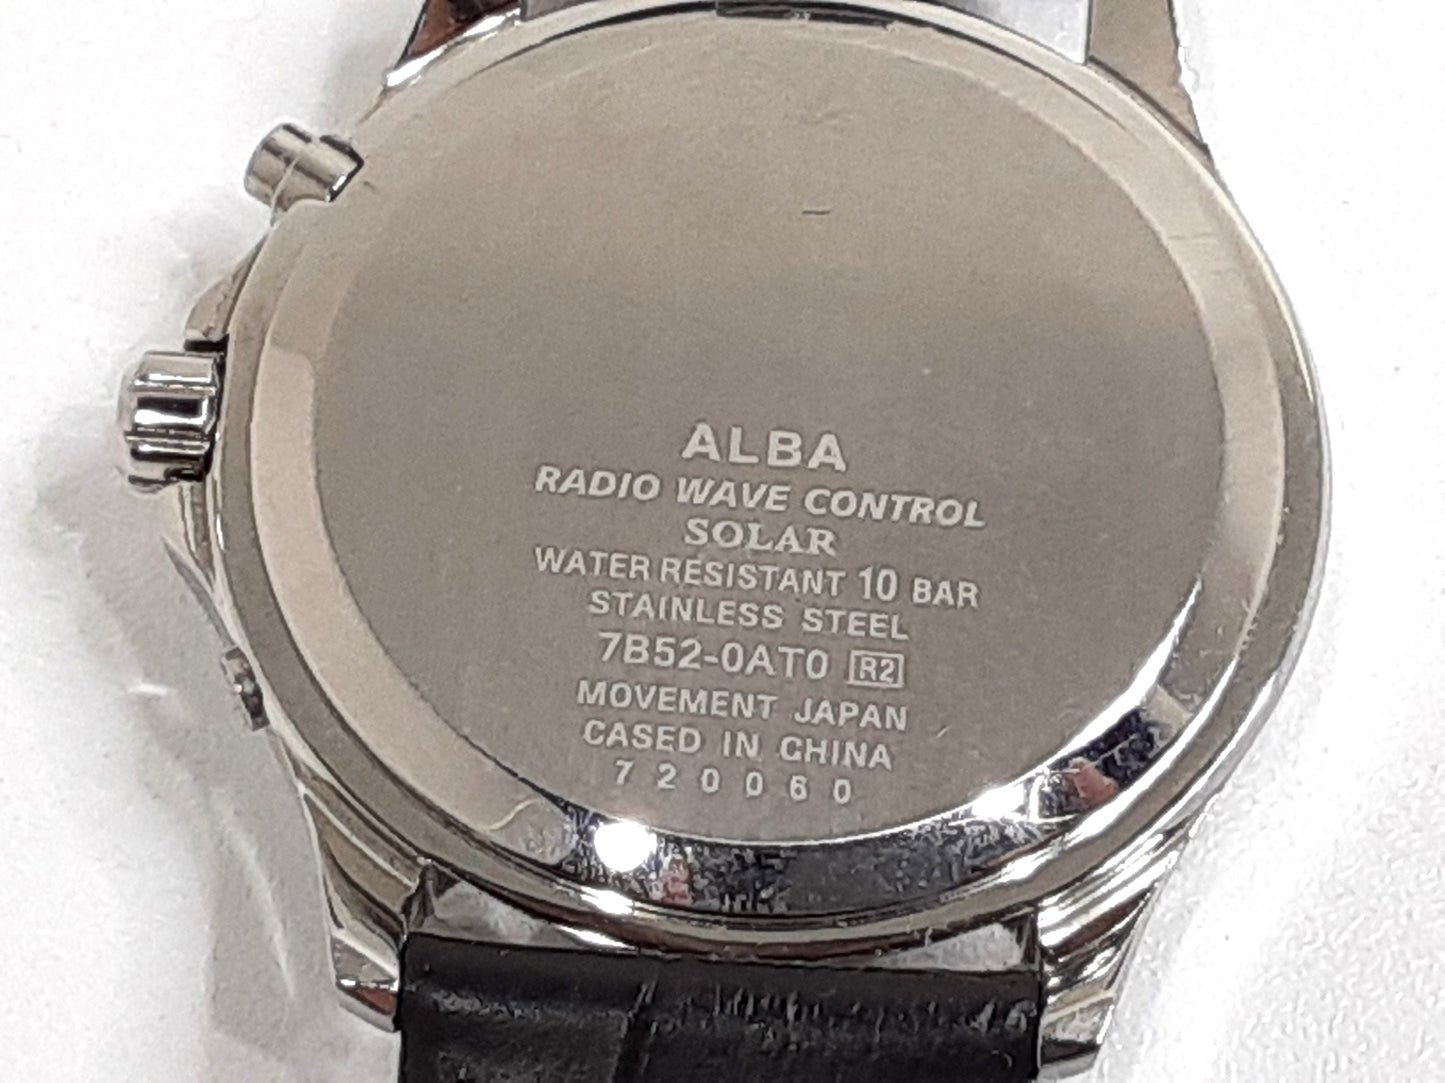 ALBA
RADIO WAVE CONTROL
SOLAR
WATER RESISTANT 10 BAR
STAINLESS STEEL
7B52-0AT0 R2
MOVEMENT JAPAN
CASED IN CHINA
720060